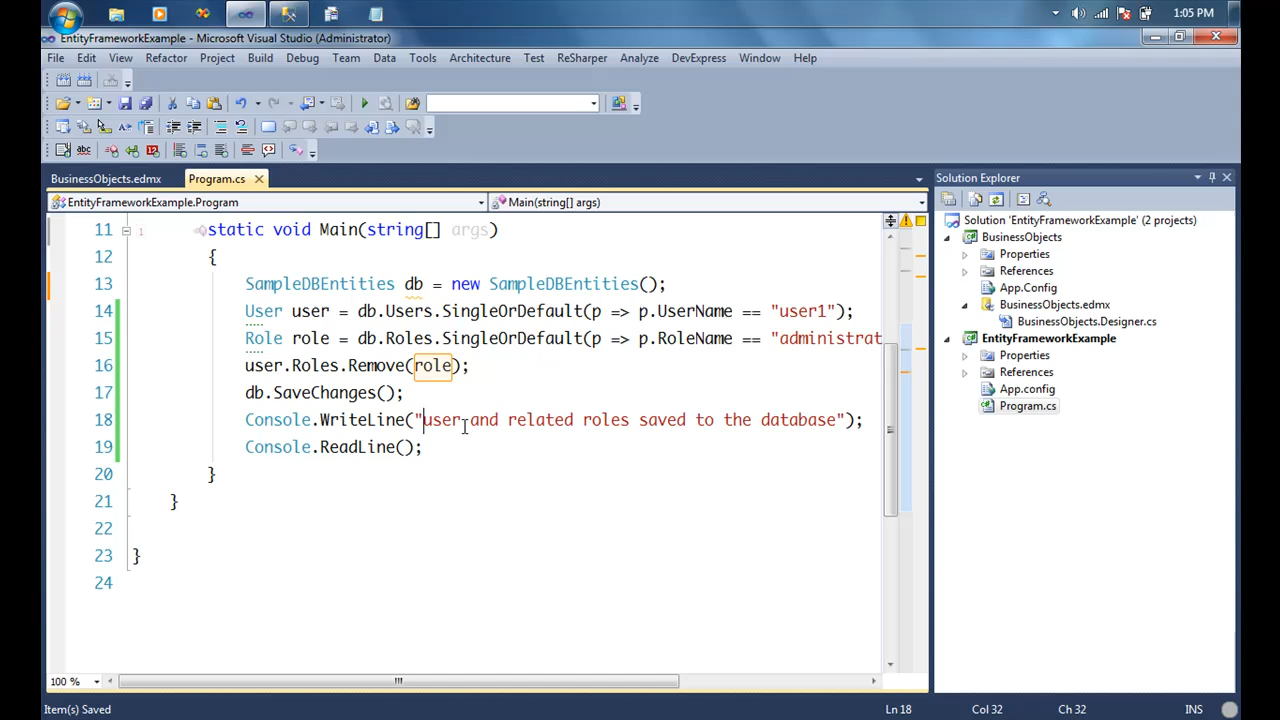 1:05 PM
EntityFrameworkExample - Microsoft Visual Studio (Administrator)
File Edit View Refactor Project Build Debug Team Data Tools Architecture Test ReSharper Analyze DevExpress Window Help
BusinessObjects.edmx Program.cs
EntityFrameworkExample.Program Main(string[] args)
11 static void Main(string[] args)
12 {
13 SampleDBEntities db = new SampleDBEntities();
14 User user = db.Users.SingleOrDefault(p => p.UserName == "user1");
15 Role role = db.Roles.SingleOrDefault(p => p.RoleName == "administrat
16 user.Roles.Remove(role);
17 db.SaveChanges();
18 Console.WriteLine("user and related roles saved to the database");
19 Console.ReadLine();
20 }
21 }
22
23 }
24
100 %
Solution Explorer
Solution 'EntityFrameworkExample' (2 projects)
BusinessObjects
Properties
References
App.Config
BusinessObjects.edmx
BusinessObjects.Designer.cs
EntityFrameworkExample
Properties
References
App.config
Program.cs
Item(s) Saved Ln 18 Col 32 Ch 32 INS